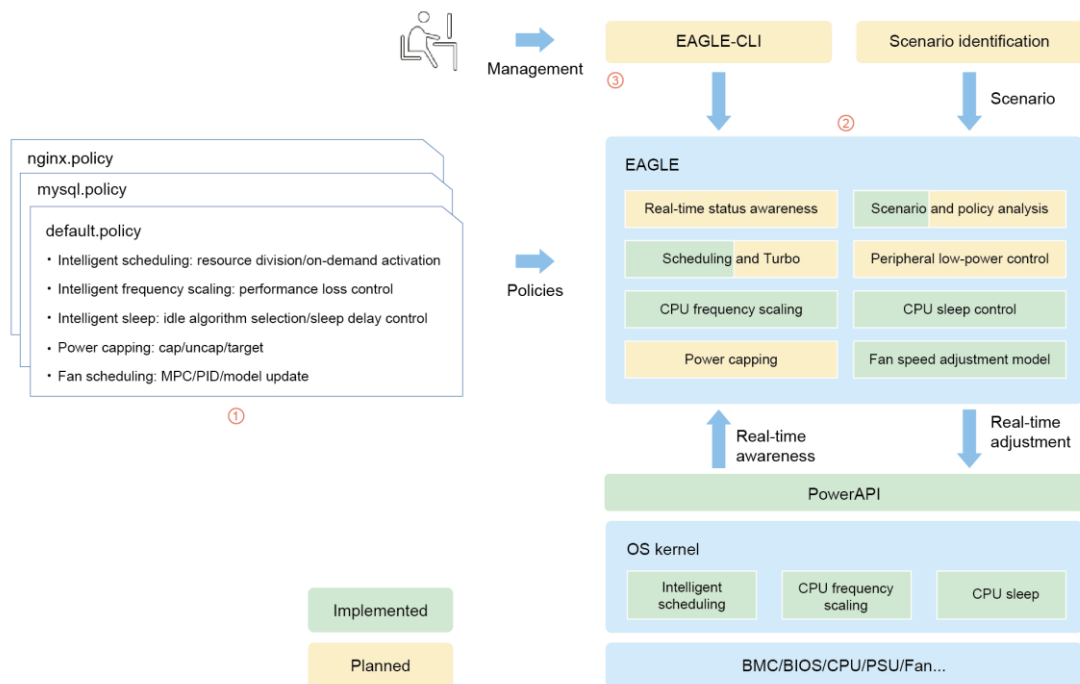 EAGLE-CLI
Scenario identification
Management
③
Scenario
②
nginx.policy
mysql.policy
default.policy
• Intelligent scheduling: resource division/on-demand activation
• Intelligent frequency scaling: performance loss control
• Intelligent sleep: idle algorithm selection/sleep delay control
• Power capping: cap/uncap/target
• Fan scheduling: MPC/PID/model update
①
Policies
EAGLE
Real-time status awareness
Scenario and policy analysis
Scheduling and Turbo
Peripheral low-power control
CPU frequency scaling
CPU sleep control
Power capping
Fan speed adjustment model
Real-time
awareness
Real-time
adjustment
PowerAPI
OS kernel
Intelligent
scheduling
CPU frequency
scaling
CPU sleep
BMC/BIOS/CPU/PSU/Fan...
Implemented
Planned